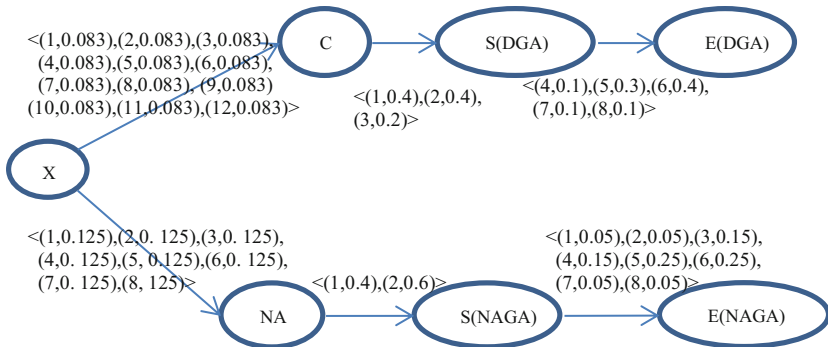 <(1,0.083),(2,0.083),(3,0.083),
(4,0.083),(5,0.083),(6,0.083),
(7,0.083),(8,0.083), (9,0.083)
(10,0.083),(11,0.083),(12,0.083)>
C
S(DGA)
E(DGA)
<(1,0.4),(2,0.4),
(3,0.2)>
<(4,0.1),(5,0.3),(6,0.4),
(7,0.1),(8,0.1)>
X
<(1,0.125),(2,0. 125),(3,0. 125),
(4,0. 125),(5, 0.125),(6,0. 125),
(7,0. 125),(8, 125)>
<(1,0.4),(2,0.6)>
<(1,0.05),(2,0.05),(3,0.15),
(4,0.15),(5,0.25),(6,0.25),
(7,0.05),(8,0.05)>
NA
S(NAGA)
E(NAGA)